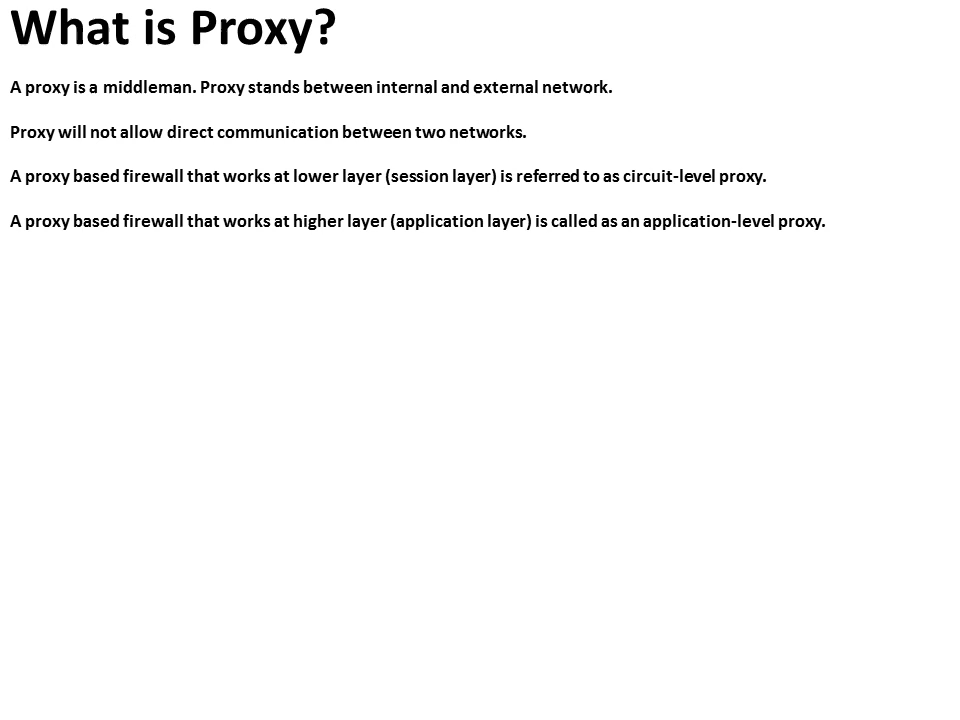 What is Proxy?
A proxy is a middleman. Proxy stands between internal and external network.
Proxy will not allow direct communication between two networks.
A proxy based firewall that works at lower layer (session layer) is referred to as circuit-level proxy.
A proxy based firewall that works at higher layer (application layer) is called as an application-level proxy.